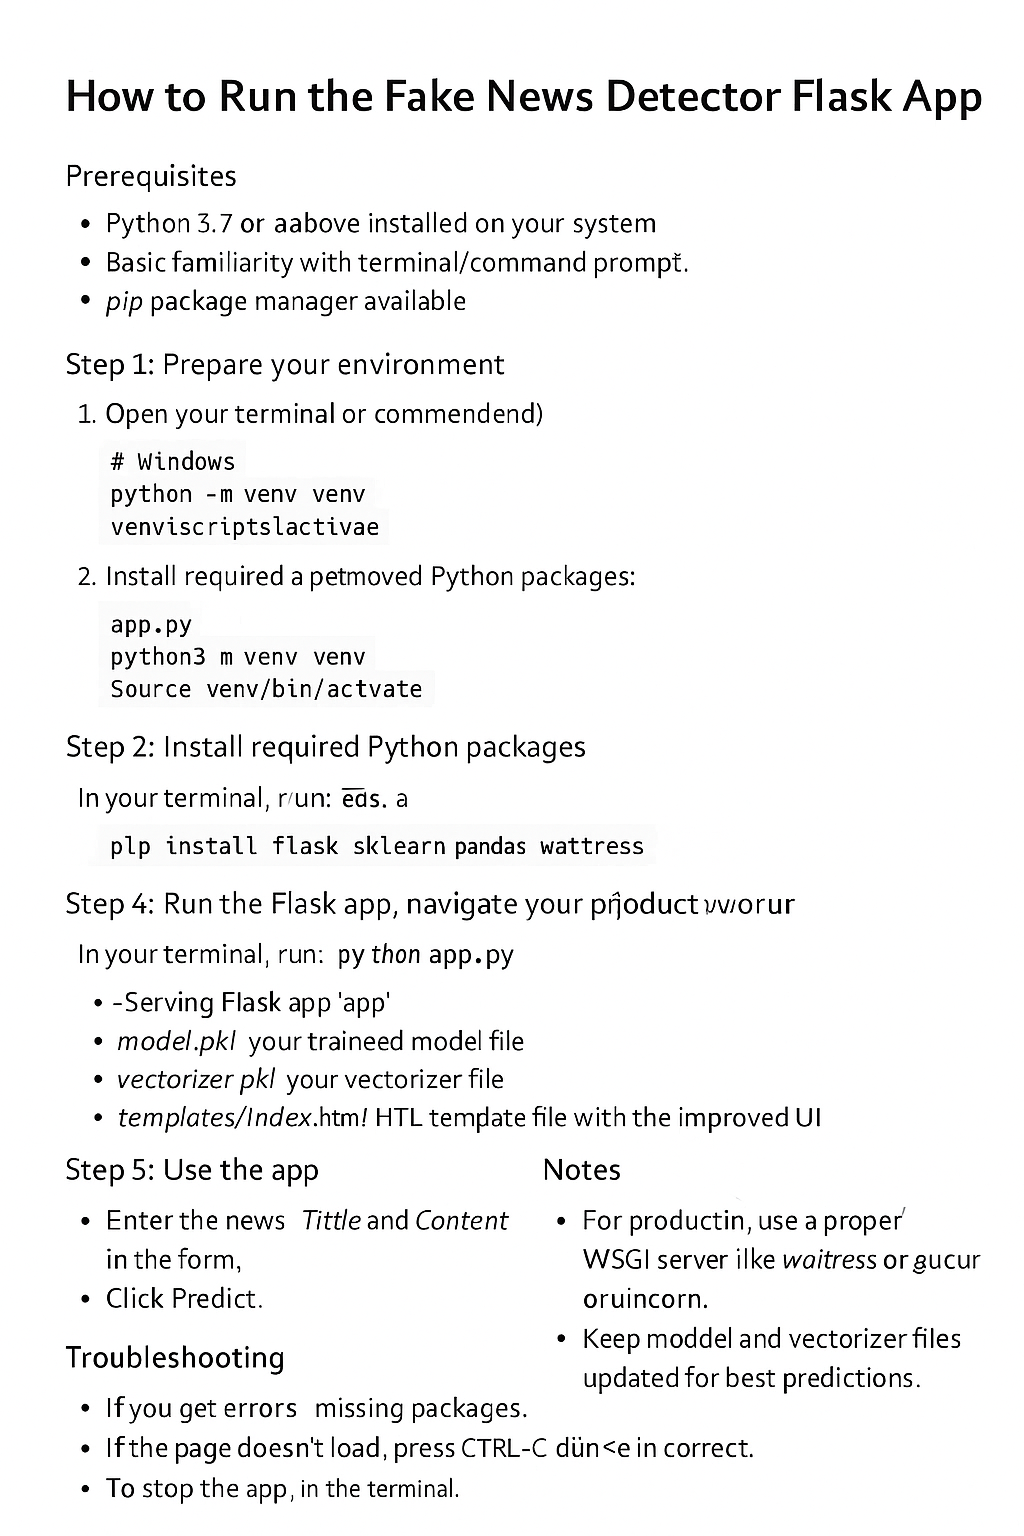 How to Run the Fake News Detector Flask App
Prerequisites
• Python 3.7 or aabove installed on your system
• Basic familiarity with terminal/command prompt.
• pip package manager available
Step 1: Prepare your environment
1. Open your terminal or commendend)
# Windows
python -m venv venv
venviscriptslactivae
2. Install required a petmoved Python packages:
app.py
python3 m venv venv
Source venv/bin/actvate
Step 2: Install required Python packages
In your terminal, run: a
plp install flask sklearn pandas wattress
Step 4: Run the Flask app, navigate your
In your terminal, run: py thon app.py
• -Serving Flask app 'app'
• model.pkl your traineed model file
• vectorizer pkl your vectorizer file
• templates/Index.htm! HTL template file with the improved UI
Step 5: Use the app
• Enter the news Tittle and Content
in the form,
• Click Predict.
Notes
• For productin, use a proper
WSGI server ilke waitress or gucur
oruincorn.
• Keep moddel and vectorizer files
updated for best predictions.
Troubleshooting
• If you get errors missing packages.
• If the page doesn't load, press CTRL-C in correct.
• To stop the app, in the terminal.